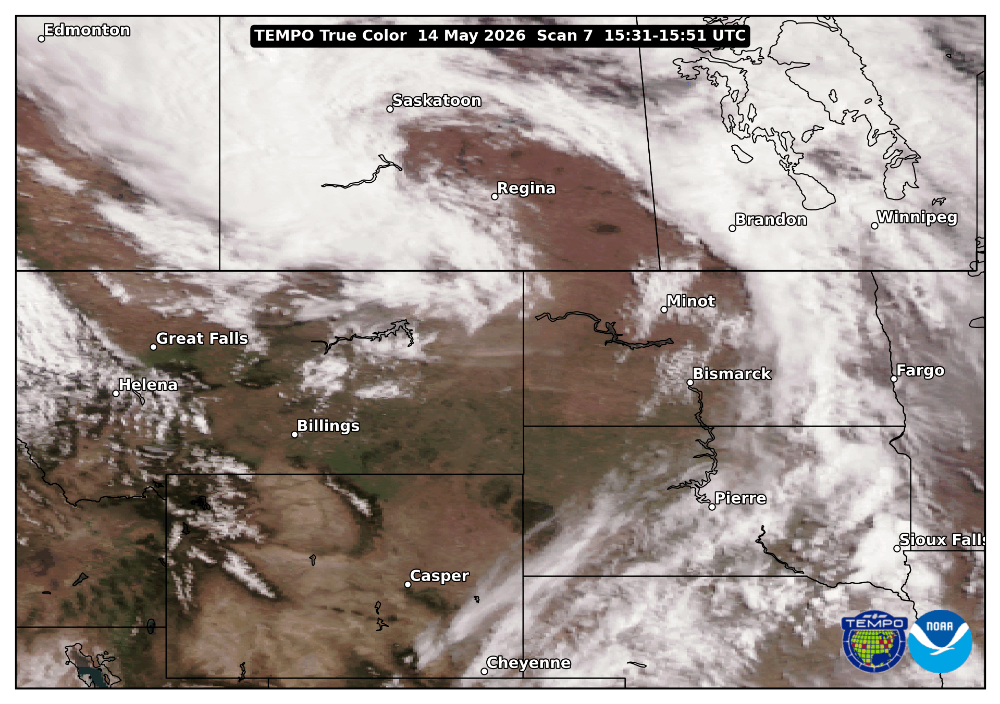 Edmonton
TEMPO True Color 14 May 2026 Scan 7 15:31-15:51 UTC
Saskatoon
Regina
Brandon
Winnipeg
Minot
Great Falls
Bismarck
Fargo
Helena
Billings
Pierre
Sioux Falls
Casper
TEMPO
NOAA
Cheyenne